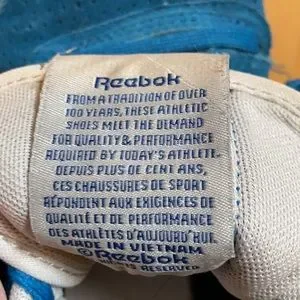 Reebok
FROM A TRADITION OF OVER
100 YEARS, THESE ATHLETIC
SHOES MEET THE DEMAND
FOR QUALITY & PERFORMANCE
REQUIRED BY TODAY'S ATHLETE.
DEPUIS PLUS DE CENT ANS,
CES CHAUSSURES DE SPORT
RÉPONDENT AUX EXIGENCES DE
QUALITÉ ET DE PERFORMANCE
DES ATHLÈTES D'AUJOURD'HUI.
MADE IN VIETNAM
©Reebok
RESERVED